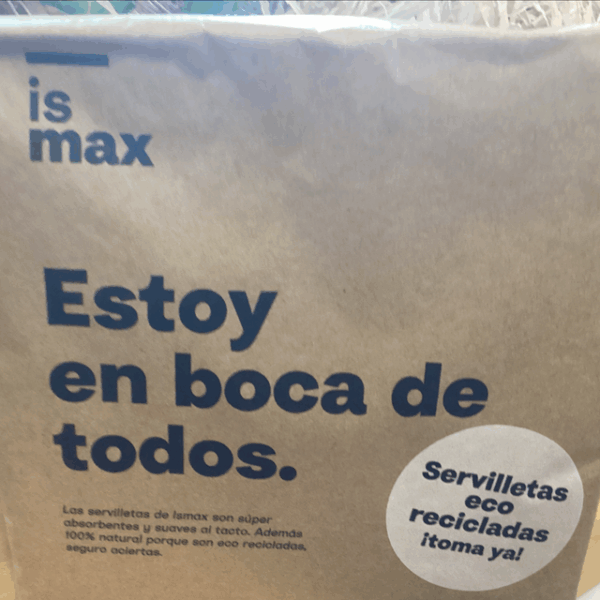 is
max
Estoy
en boca de
todos.
Las servilletas de Ismax son súper
absorbentes y suaves al tacto. Además
100% natural porque son eco recicladas,
seguro aciertas.
Servilletas
eco
recicladas
¡toma ya!